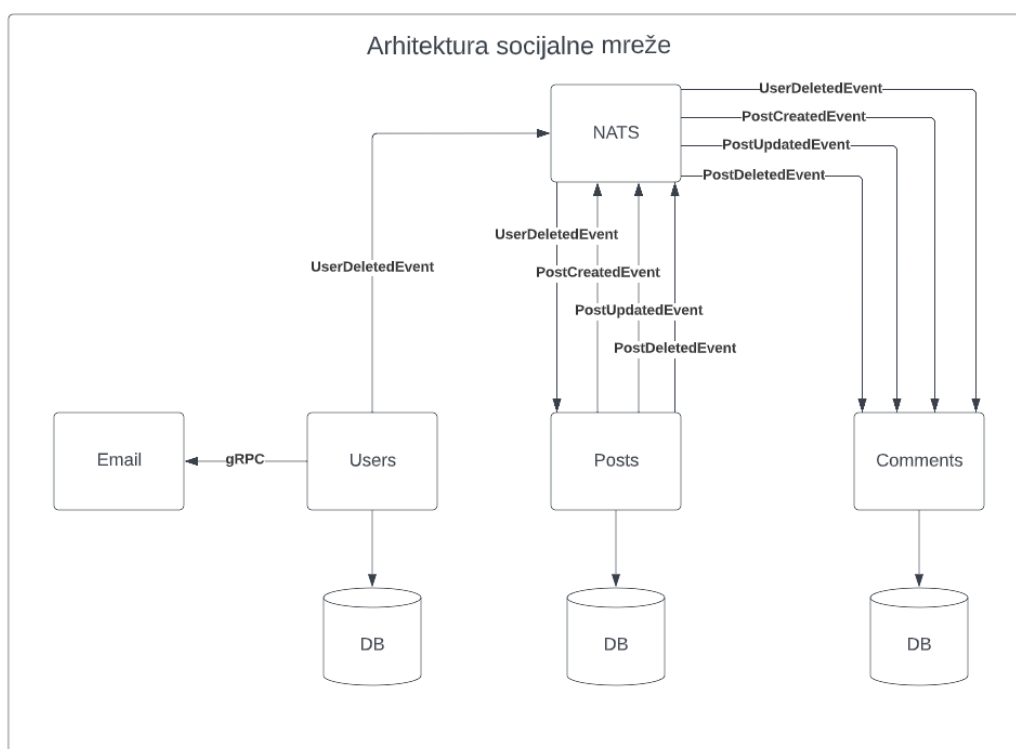 Arhitektura socijalne mreže
UserDeletedEvent
PostCreatedEvent
NATS
PostUpdatedEvent
PostDeletedEvent
UserDeletedEvent
UserDeletedEvent
PostCreatedEvent
PostUpdatedEvent
PostDeletedEvent
Email
gRPC
Users
Posts
Comments
DB
DB
DB